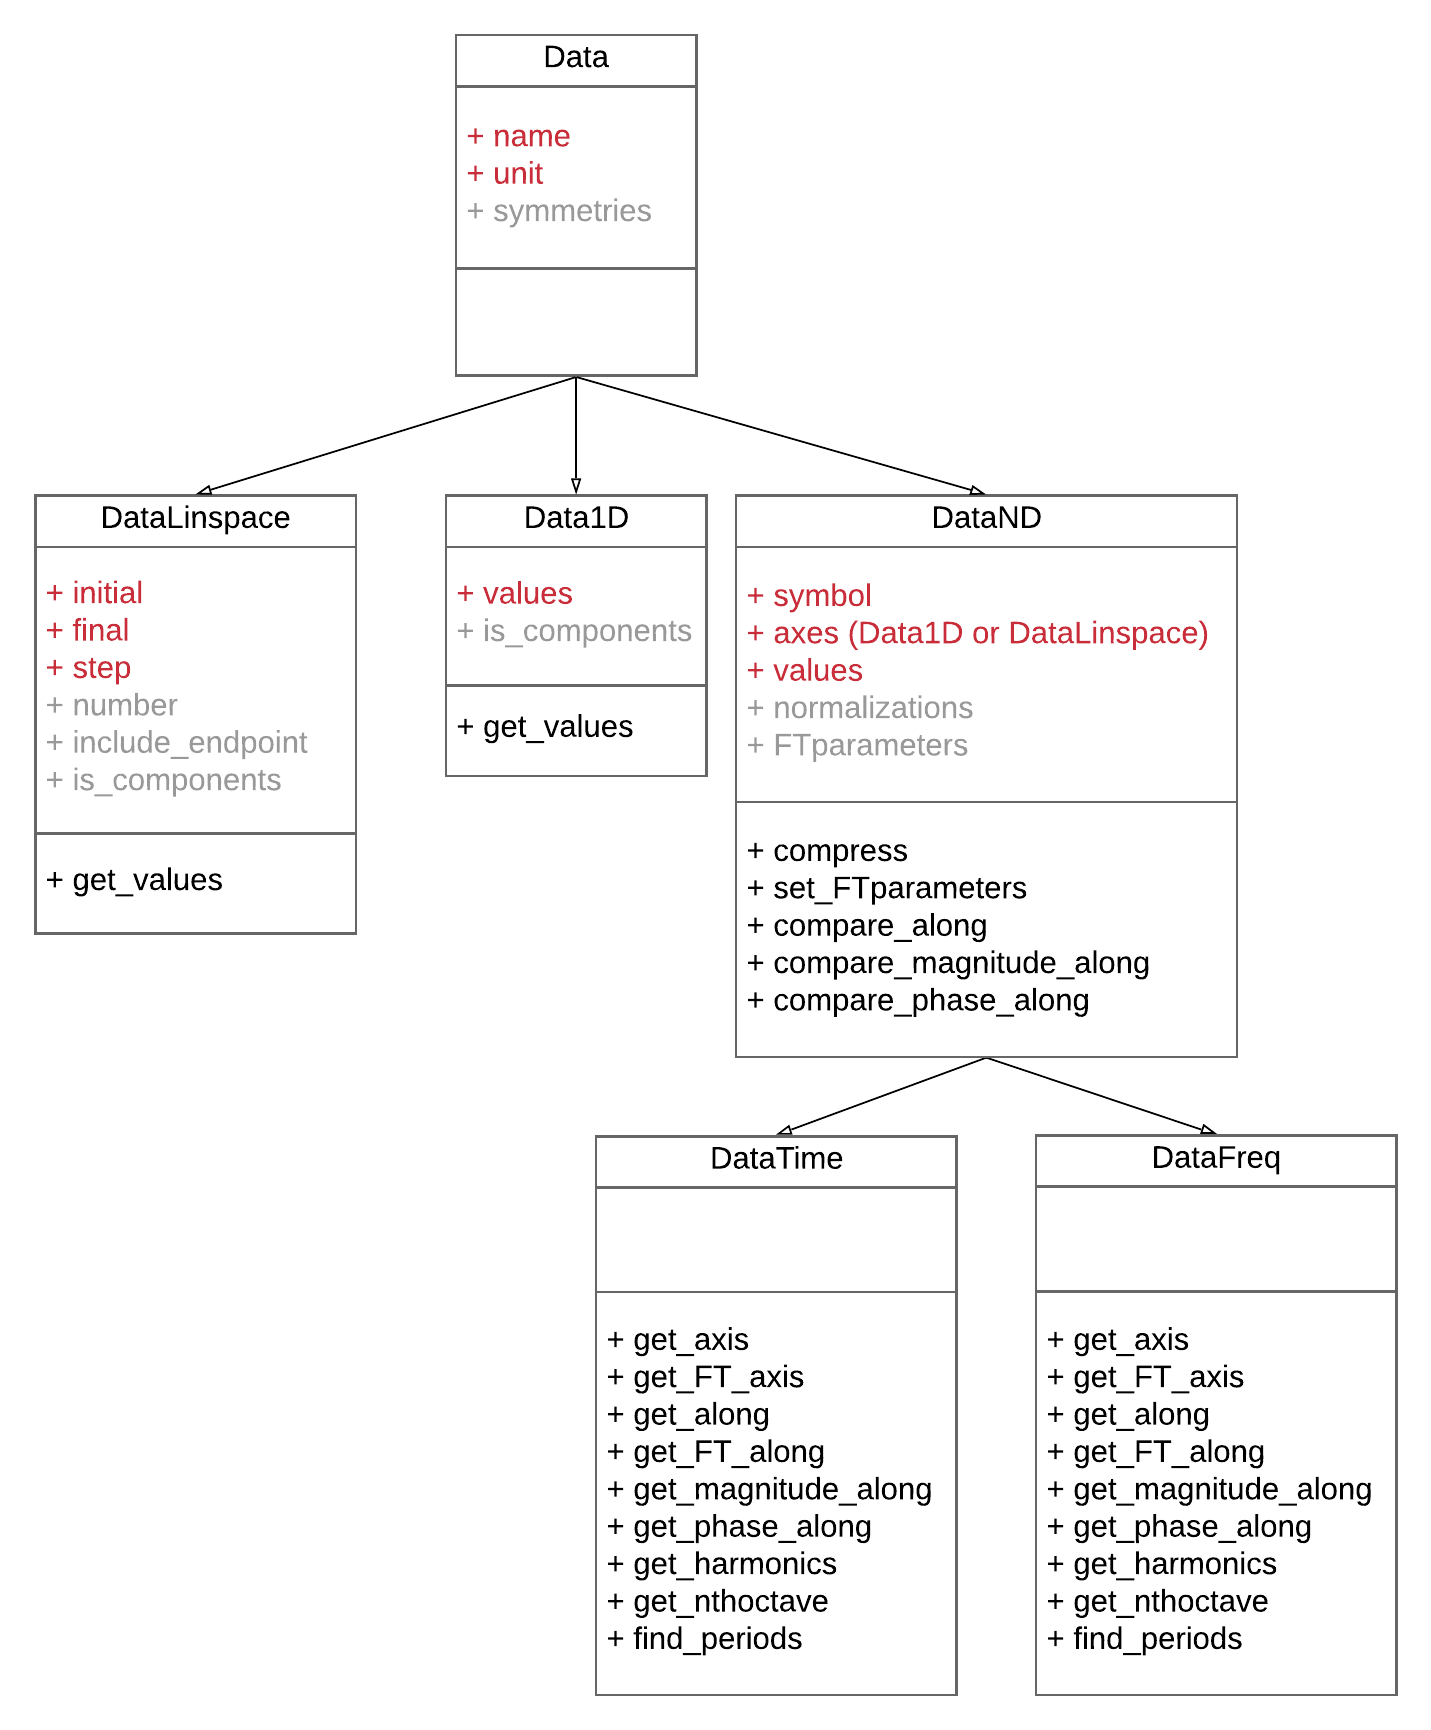 Data
+ name
+ unit
+ symmetries
DataLinspace
+ initial
+ final
+ step
+ number
+ include_endpoint
+ is_components
+ get_values
Data1D
+ values
+ is_components
+ get_values
DataND
+ symbol
+ axes (Data1D or DataLinspace)
+ values
+ normalizations
+ FTparameters
+ compress
+ set_FTparameters
+ compare_along
+ compare_magnitude_along
+ compare_phase_along
DataTime
+ get_axis
+ get_FT_axis
+ get_along
+ get_FT_along
+ get_magnitude_along
+ get_phase_along
+ get_harmonics
+ get_nthoctave
+ find_periods
DataFreq
+ get_axis
+ get_FT_axis
+ get_along
+ get_FT_along
+ get_magnitude_along
+ get_phase_along
+ get_harmonics
+ get_nthoctave
+ find_periods